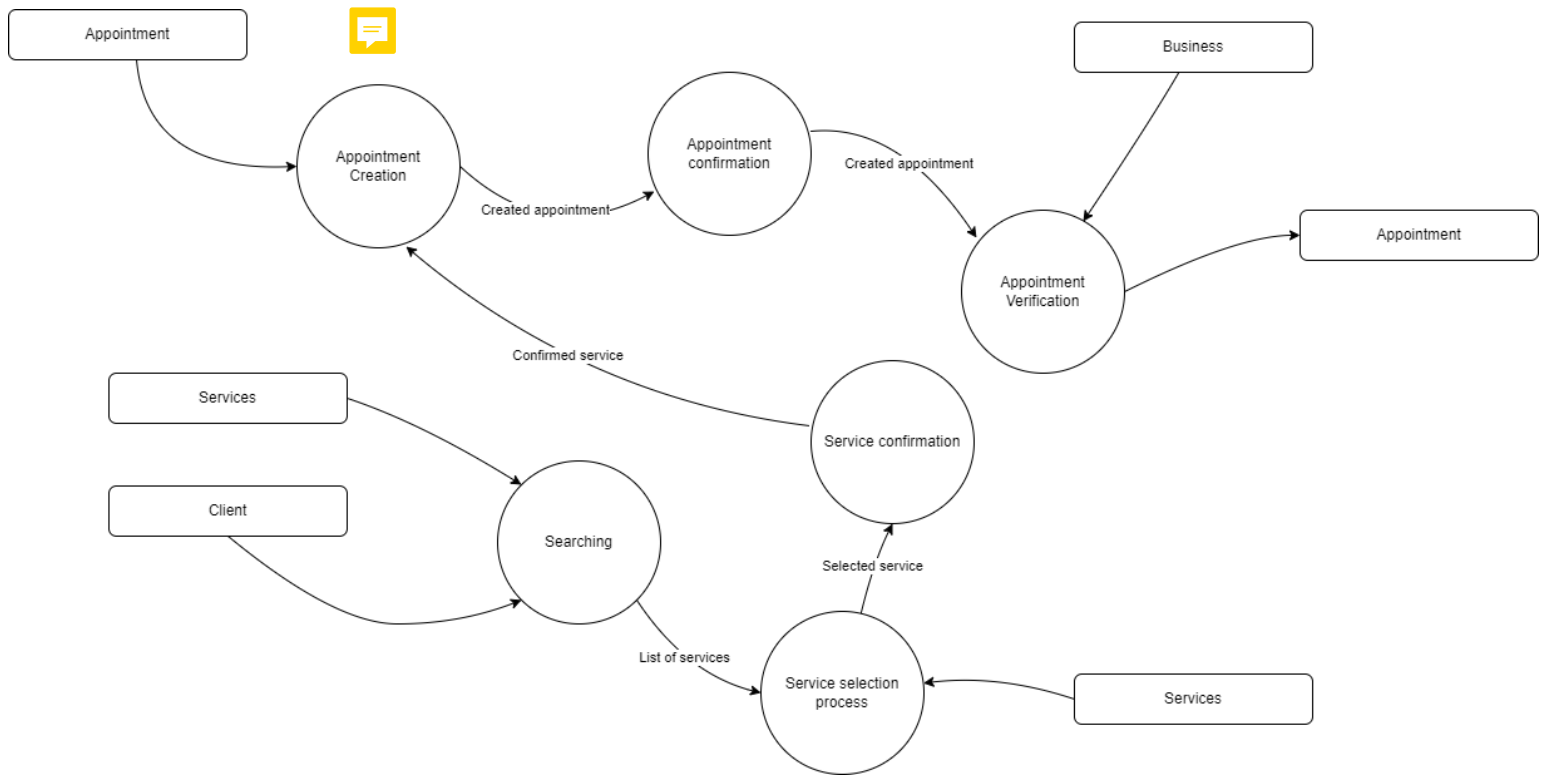 Appointment
Business
Appointment
confirmation
Appointment
Creation
Created appointment
Created appointment
Appointment
Appointment
Verification
Confirmed service
Services
Service confirmation
Client
Searching
Selected service
List of services
Service selection
process
Services